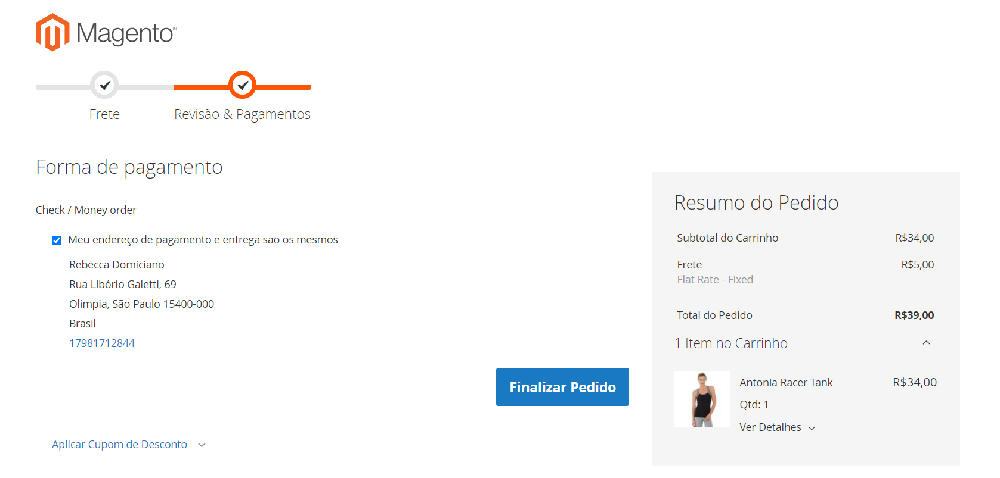 Magento®
Frete
Revisão & Pagamentos
Forma de pagamento
Check / Money order
Meu endereço de pagamento e entrega são os mesmos
Rebecca Domiciano
Rua Libório Galetti, 69
Olimpia, São Paulo 15400-000
Brasil
17981712844
Finalizar Pedido
Aplicar Cupom de Desconto
Resumo do Pedido
Subtotal do Carrinho R$34,00
Frete R$5,00
Flat Rate - Fixed
Total do Pedido R$39,00
1 Item no Carrinho
Antonia Racer Tank R$34,00
Qtd: 1
Ver Detalhes